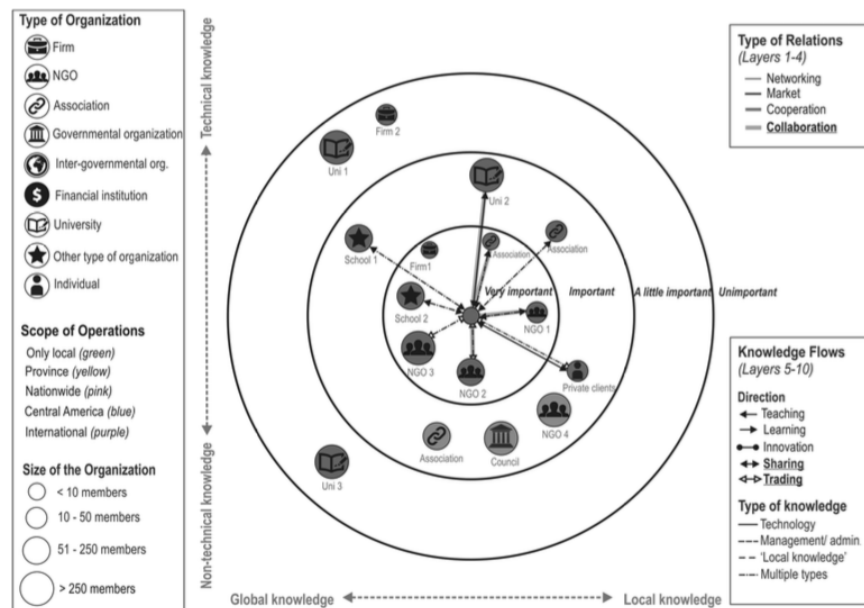 Type of Organization
Firm
NGO
Association
Governmental organization
Inter-governmental org.
Financial institution
University
Other type of organization
Individual
Scope of Operations
Only local (green)
Province (yellow)
Nationwide (pink)
Central America (blue)
International (purple)
Size of the Organization
< 10 members
10 - 50 members
51 - 250 members
> 250 members
Technical knowledge
Non-technical knowledge
Global knowledge
Local knowledge
Firm 2
Uni 1
Uni 2
School 1
Firm1
Association
Association
Very important
Important
A little important
Unimportant
School 2
NGO 1
NGO 3
NGO 2
Private clients
NGO 4
Association
Council
Uni 3
Type of Relations
(Layers 1-4)
Networking
Market
Cooperation
Collaboration
Knowledge Flows
(Layers 5-10)
Direction
Teaching
Learning
Innovation
Sharing
Trading
Type of knowledge
Technology
Management/ admin.
'Local knowledge'
Multiple types